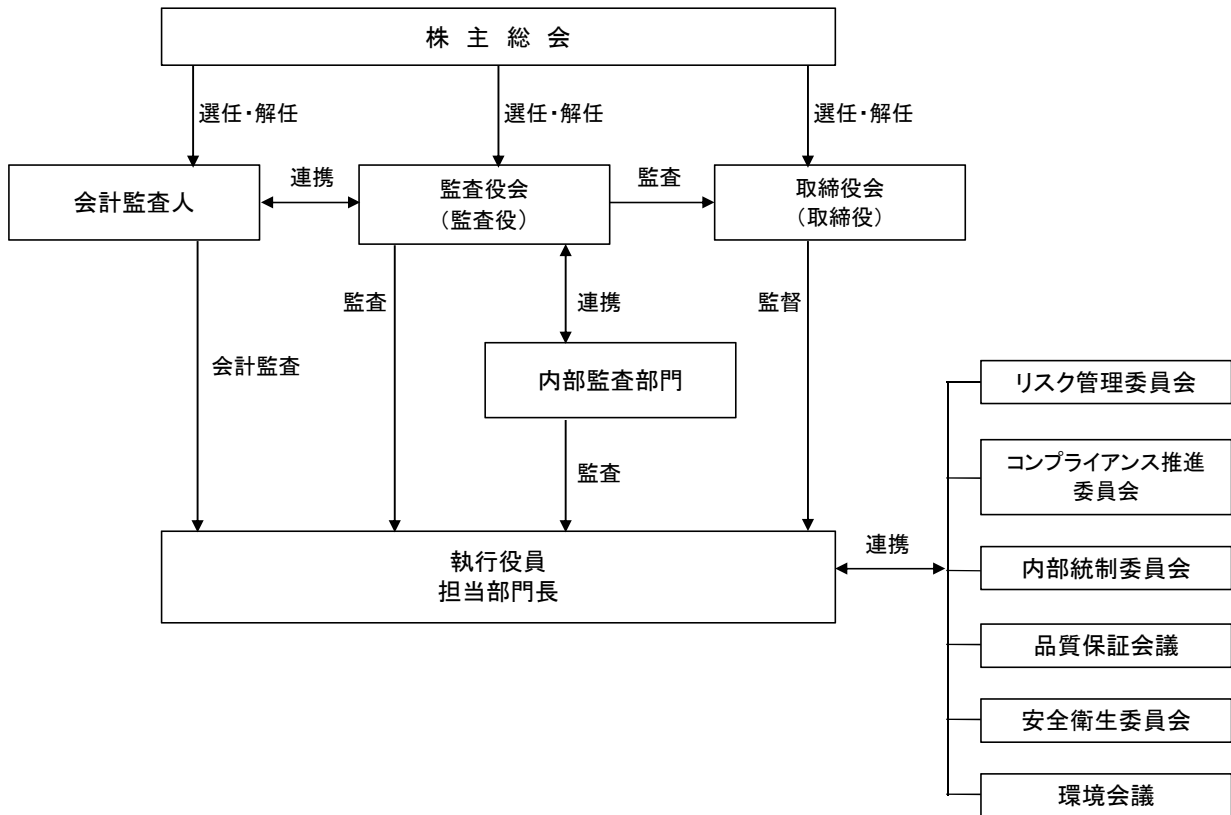 株 主 総 会
選任・解任
選任・解任
選任・解任
会計監査人
連携
監査役会
(監査役)
監査
取締役会
(取締役)
監査
連携
監督
会計監査
内部監査部門
監査
執行役員
担当部門長
連携
リスク管理委員会
コンプライアンス推進
委員会
内部統制委員会
品質保証会議
安全衛生委員会
環境会議